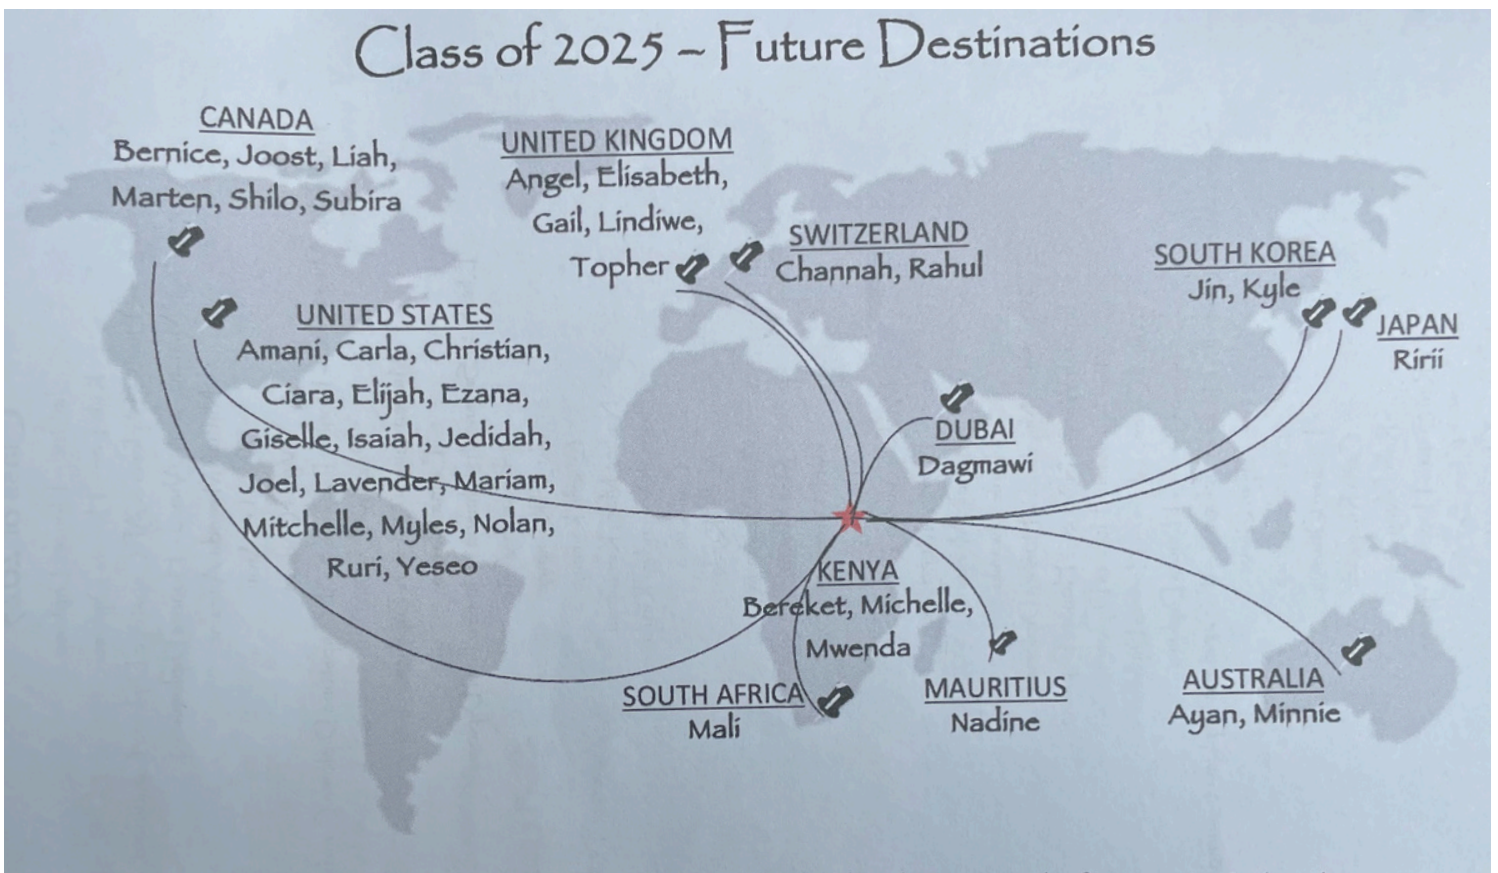 Class of 2025 – Future Destinations
CANADA
Bernice, Joost, Liah,
Marten, Shilo, Subira
UNITED KINGDOM
Angel, Elisabeth,
Gail, Lindiwe,
Topher
SWITZERLAND
Channah, Rahul
SOUTH KOREA
Jin, Kyle
JAPAN
Ririi
UNITED STATES
Amani, Carla, Christian,
Ciara, Elijah, Ezana,
Giselle, Isaiah, Jedidah,
Joel, Lavender, Mariam,
Mitchelle, Myles, Nolan,
Ruri, Yeseo
DUBAI
Dagmawi
KENYA
Bereket, Michelle,
Mwenda
SOUTH AFRICA
Mali
MAURITIUS
Nadine
AUSTRALIA
Ayan, Minnie